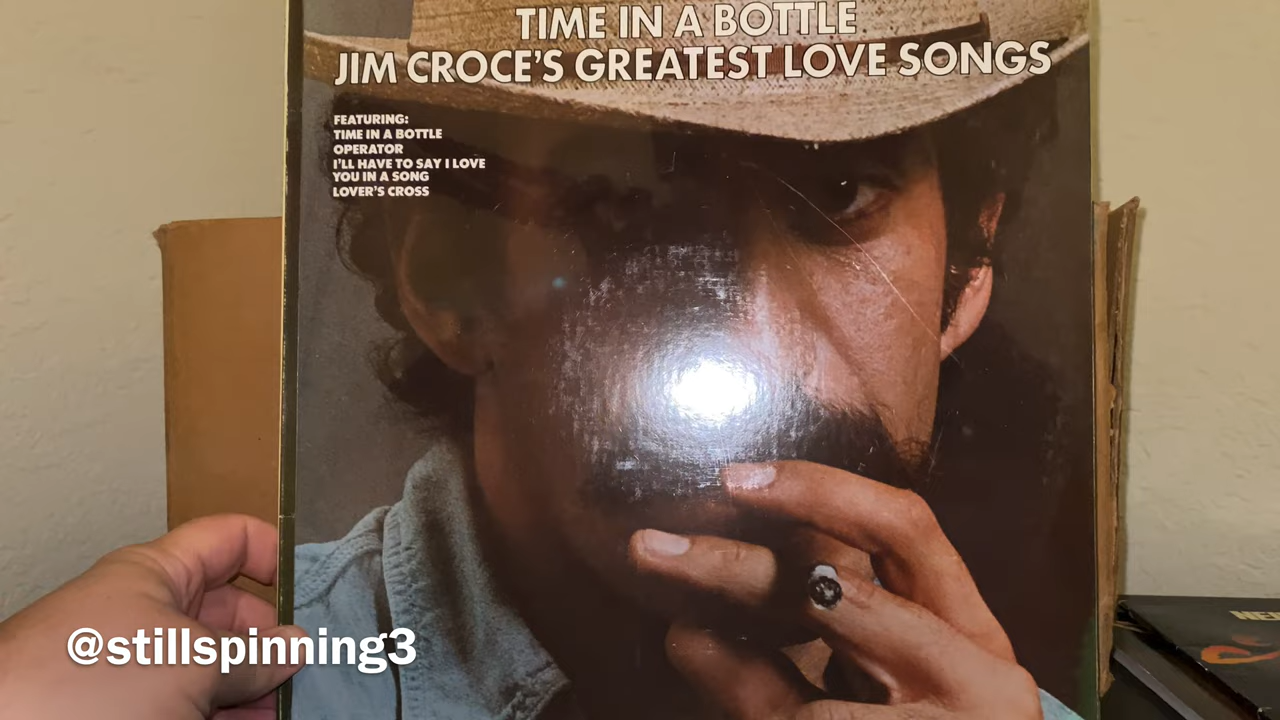 TIME IN A BOTTLE
JIM CROCE'S GREATEST LOVE SONGS
FEATURING:
TIME IN A BOTTLE
OPERATOR
I'LL HAVE TO SAY I LOVE
YOU IN A SONG
LOVER'S CROSS
@stillspinning3